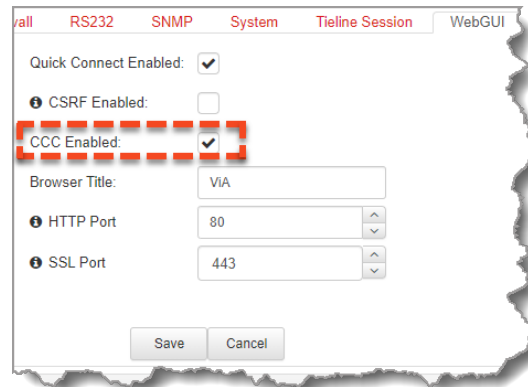 vall RS232 SNMP System Tieline Session WebGUI
Quick Connect Enabled:
CSRF Enabled:
CCC Enabled:
Browser Title: ViA
HTTP Port 80
SSL Port 443
Save Cancel